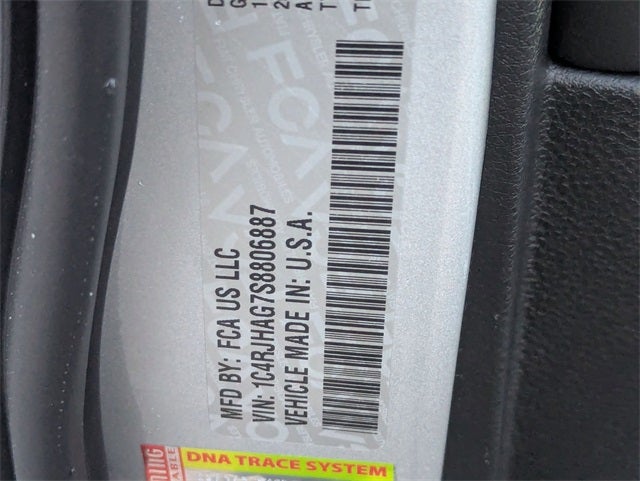 MFD BY: FCA US LLC
VIN: 1C4RJHAG7S8806887
VEHICLE MADE IN: U.S.A.
DNA TRACE SYSTEM